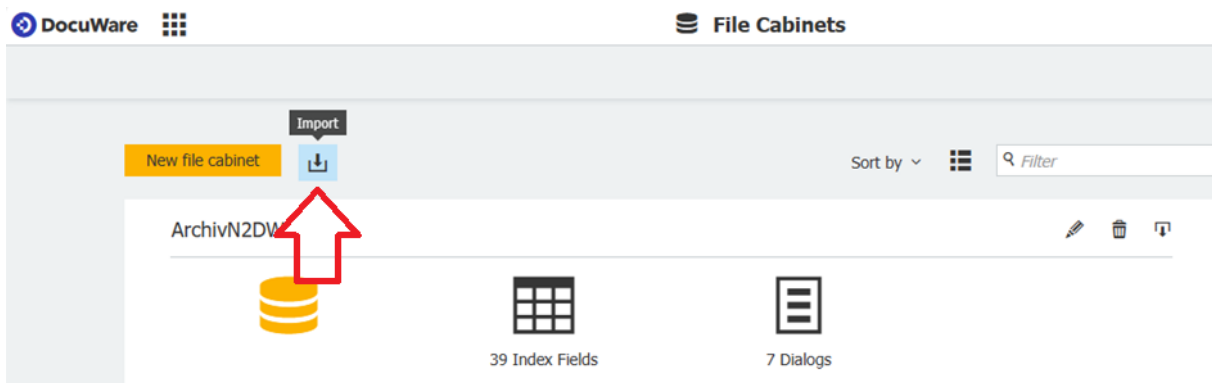 DocuWare
File Cabinets
Import
New file cabinet
Sort by
Filter
ArchivN2DW
39 Index Fields
7 Dialogs